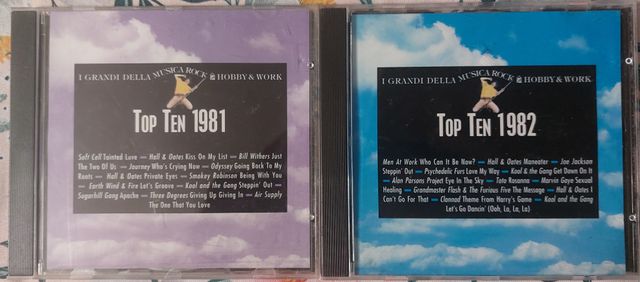 I GRANDI DELLA MUSICA ROCK HOBBY & WORK
TOP TEN 1981
Soft Cell Tainted Love — Hall & Oates Kiss On My List — Bill Withers Just
The Two Of Us — Journey Who's Crying Now — Odyssey Going Back To My
Roots — Hall & Oates Private Eyes — Smokey Robinson Being With You
— Earth Wind & Fire Let's Groove — Kool and the Gang Steppin' Out —
Sugarhill Gang Apache — Three Degrees Giving Up Giving In — Air Supply
The One That You Love
I GRANDI DELLA MUSICA ROCK HOBBY & WORK
TOP TEN 1982
Men At Work Who Can It Be Now? — Hall & Oates Maneater — Joe Jackson
Steppin' Out — Psychedelic Furs Love My Way — Kool & the Gang Get Down On It
— Alan Parsons Project Eye In The Sky — Toto Rosanna — Marvin Gaye Sexual
Healing — Grandmaster Flash & The Furious Five The Message — Hall & Oates I
Can't Go For That — Clannad Theme From Harry's Game — Kool and the Gang
Let's Go Dancin' (Ooh, La, La, La)